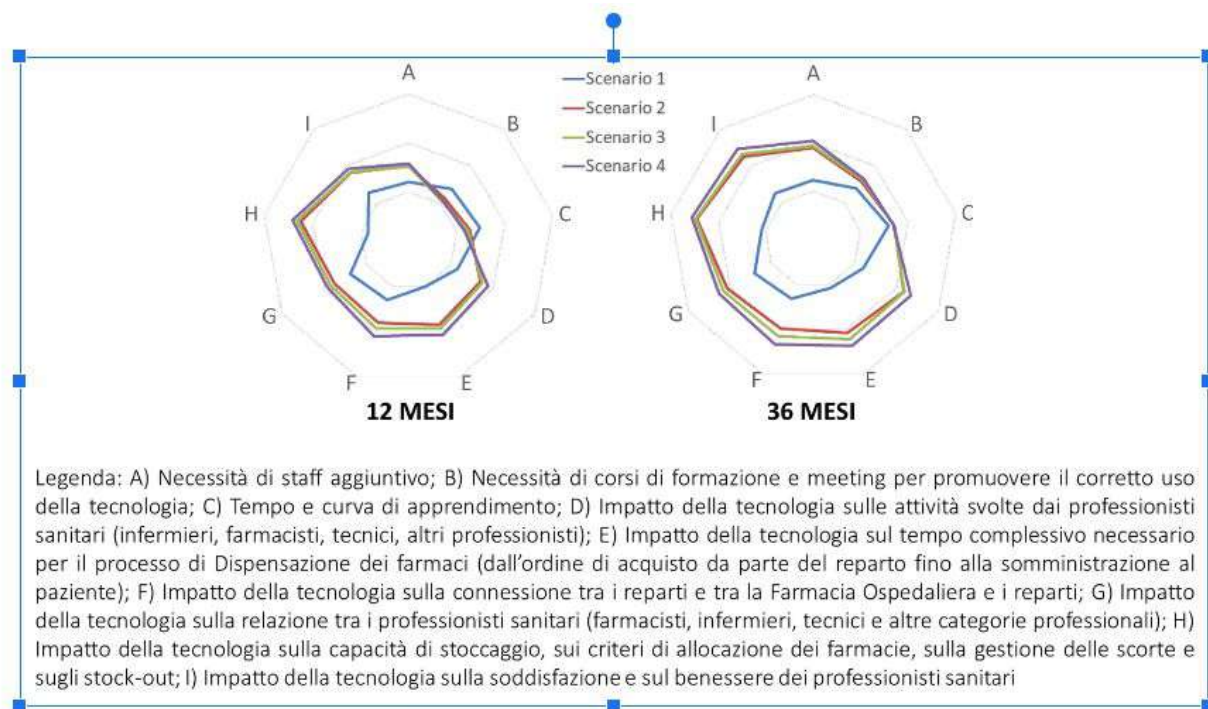 A
B
C
D
E
F
G
H
I
12 MESI
Scenario 1
Scenario 2
Scenario 3
Scenario 4
A
B
C
D
E
F
G
H
I
36 MESI
Legenda: A) Necessità di staff aggiuntivo; B) Necessità di corsi di formazione e meeting per promuovere il corretto uso
della tecnologia; C) Tempo e curva di apprendimento; D) Impatto della tecnologia sulle attività svolte dai professionisti
sanitari (infermieri, farmacisti, tecnici, altri professionisti); E) Impatto della tecnologia sul tempo complessivo necessario
per il processo di Dispensazione dei farmaci (dall’ordine di acquisto da parte del reparto fino alla somministrazione al
paziente); F) Impatto della tecnologia sulla connessione tra i reparti e tra la Farmacia Ospedaliera e i reparti; G) Impatto
della tecnologia sulla relazione tra i professionisti sanitari (farmacisti, infermieri, tecnici e altre categorie professionali); H)
Impatto della tecnologia sulla capacità di stoccaggio, sui criteri di allocazione dei farmacie, sulla gestione delle scorte e
sugli stock-out; I) Impatto della tecnologia sulla soddisfazione e sul benessere dei professionisti sanitari